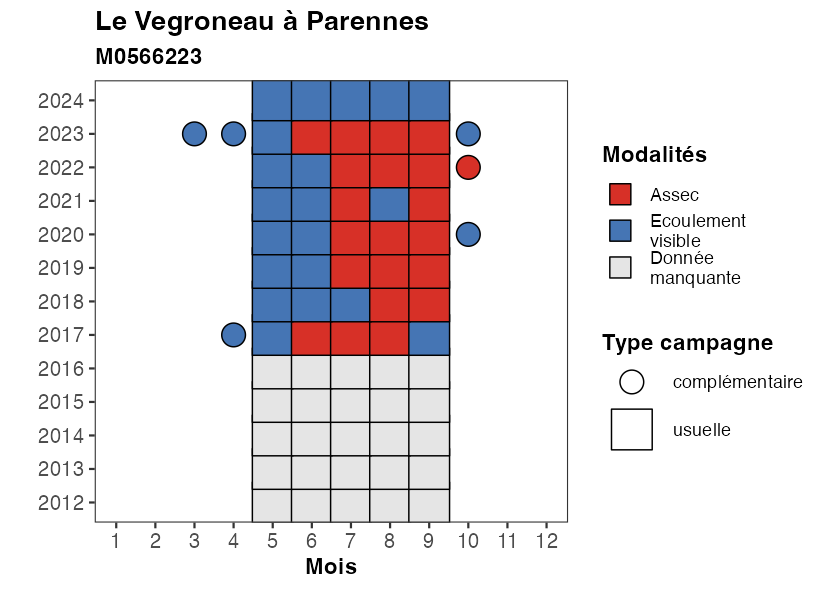 Le Vegroneau à Parennes
M0566223
2024
2023
2022
2021
2020
2019
2018
2017
2016
2015
2014
2013
2012
1 2 3 4 5 6 7 8 9 10 11 12
Mois
Modalités
Assec
Ecoulement
visible
Donnée
manquante
Type campagne
complémentaire
usuelle